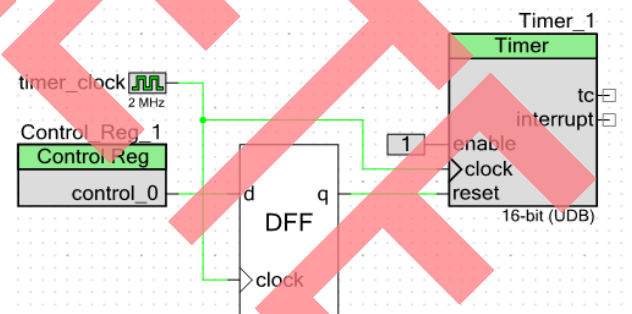 Timer_1
Timer
timer_clock
2 MHz
tc
interrupt
Control_Reg_1
Control Reg
1
enable
clock
control_0
d
q
reset
DFF
16-bit (UDB)
clock